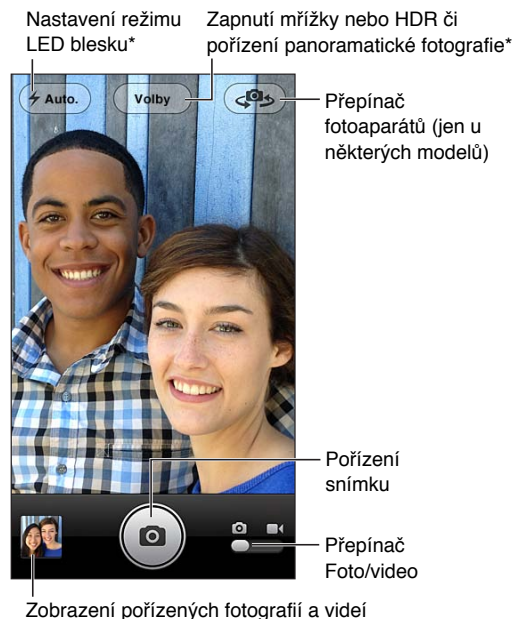 Nastavení režimu
LED blesku*
Zapnutí mřížky nebo HDR či
pořízení panoramatické fotografie*
Auto.
Volby
Přepínač
fotoaparátů (jen u
některých modelů)
Pořízení
snímku
Přepínač
Foto/video
Zobrazení pořízených fotografií a videí